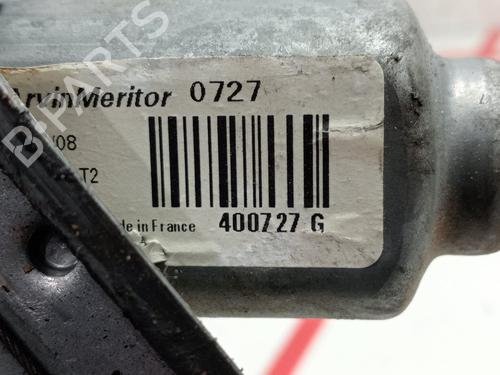 ArvinMeritor 0727
/08
T2
de in France 400727 G
BPARTS